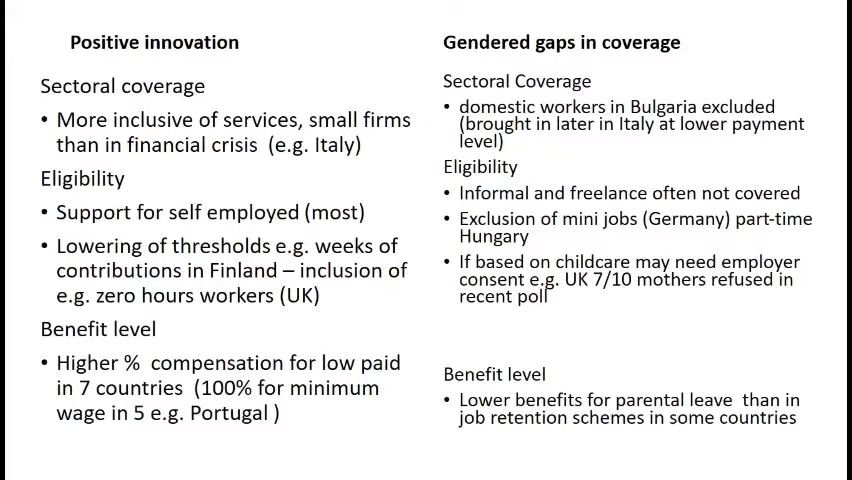 Positive innovation
Sectoral coverage
• More inclusive of services, small firms
than in financial crisis (e.g. Italy)
Eligibility
• Support for self employed (most)
• Lowering of thresholds e.g. weeks of
contributions in Finland – inclusion of
e.g. zero hours workers (UK)
Benefit level
• Higher % compensation for low paid
in 7 countries (100% for minimum
wage in 5 e.g. Portugal )
Gendered gaps in coverage
Sectoral Coverage
• domestic workers in Bulgaria excluded
(brought in later in Italy at lower payment
level)
Eligibility
• Informal and freelance often not covered
• Exclusion of mini jobs (Germany) part-time
Hungary
• If based on childcare may need employer
consent e.g. UK 7/10 mothers refused in
recent poll
Benefit level
• Lower benefits for parental leave than in
job retention schemes in some countries